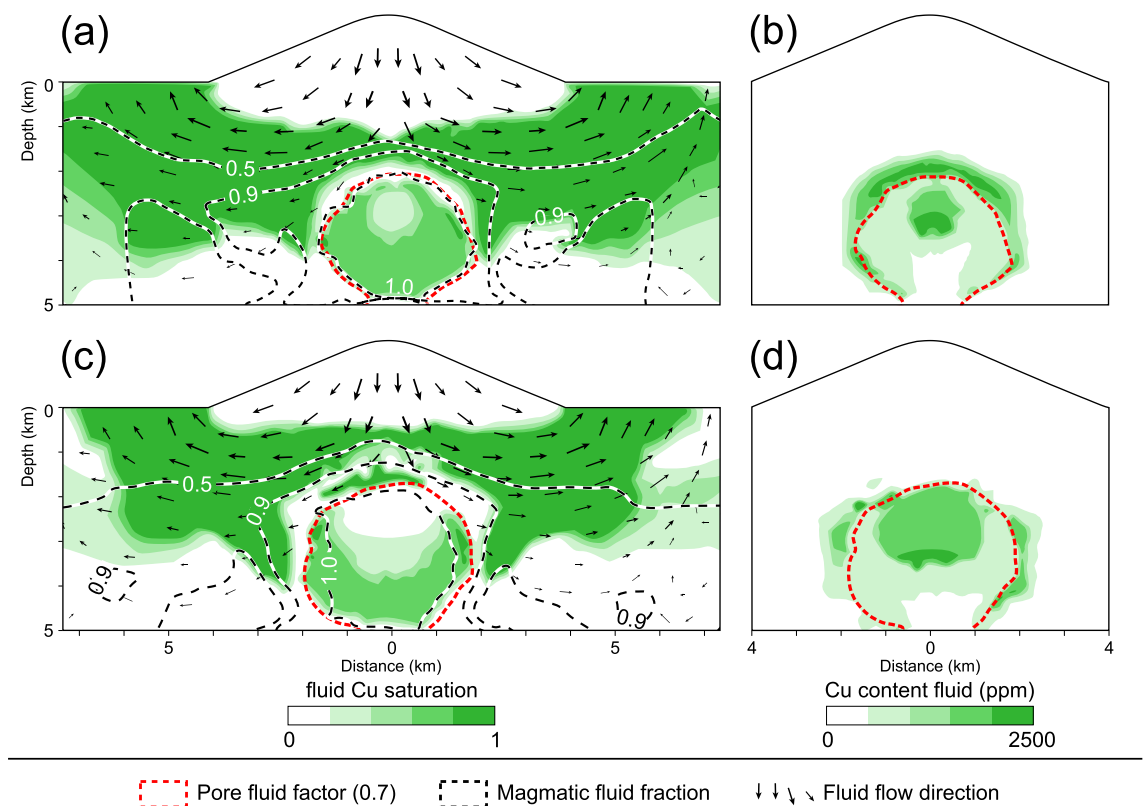 (a)
(b)
0
Depth (km)
0.5
0.9
0.9
1.0
5
(c)
(d)
0
Depth (km)
0.5
0.9
1.0
0.9
0.9
5
5 0 5
Distance (km)
4 0 4
Distance (km)
fluid Cu saturation
0 1
Cu content fluid (ppm)
0 2500
Pore fluid factor (0.7)
Magmatic fluid fraction
Fluid flow direction